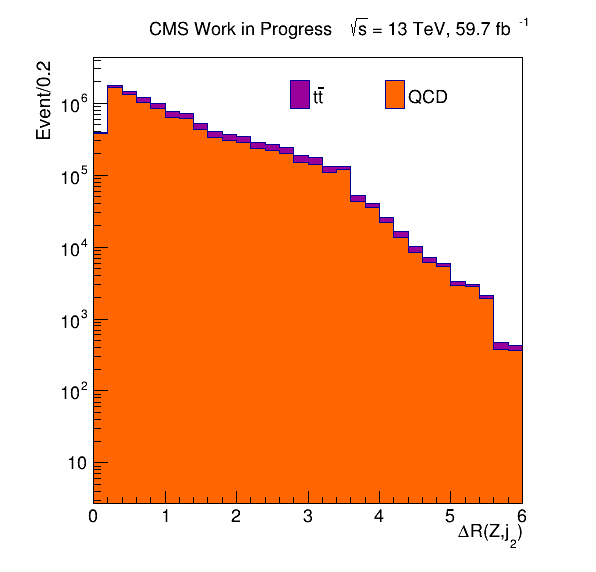 CMS Work in Progress √s = 13 TeV, 59.7 fb⁻¹
Event/0.2
tt̄
QCD
10⁶
10⁵
10⁴
10³
10²
10
0 1 2 3 4 5 6
ΔR(Z,j₂)